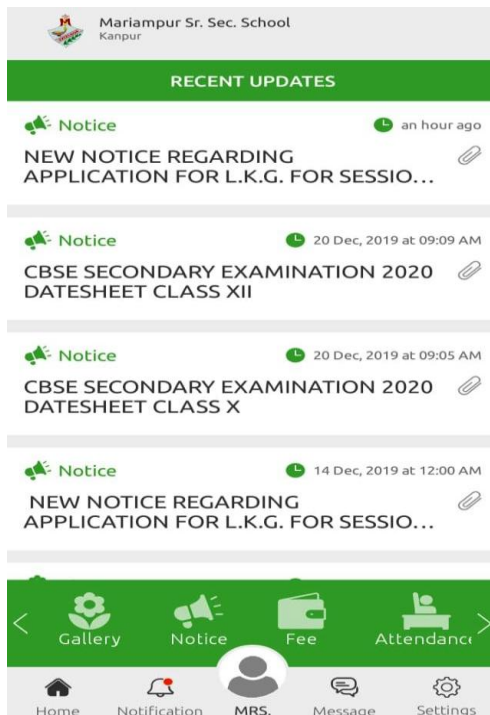 Mariampur Sr. Sec. School
Kanpur
RECENT UPDATES
Notice
an hour ago
NEW NOTICE REGARDING
APPLICATION FOR L.K.G. FOR SESSIO...
Notice
20 Dec, 2019 at 09:09 AM
CBSE SECONDARY EXAMINATION 2020
DATESHEET CLASS XII
Notice
20 Dec, 2019 at 09:05 AM
CBSE SECONDARY EXAMINATION 2020
DATESHEET CLASS X
Notice
14 Dec, 2019 at 12:00 AM
NEW NOTICE REGARDING
APPLICATION FOR L.K.G. FOR SESSIO...
Gallery
Notice
Fee
Attendance
Home
Notification
MRS.
Message
Settings